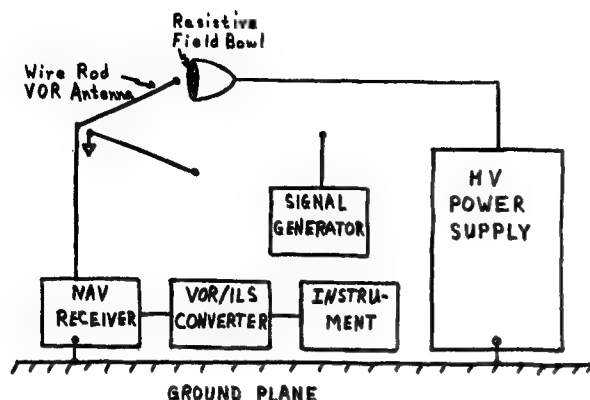 Resistive
Field Bowl
Wire Rod
VOR Antenna
HV
POWER
SUPPLY
SIGNAL
GENERATOR
NAV
RECEIVER
VOR/ILS
CONVERTER
INSTRU-
MENT
GROUND PLANE